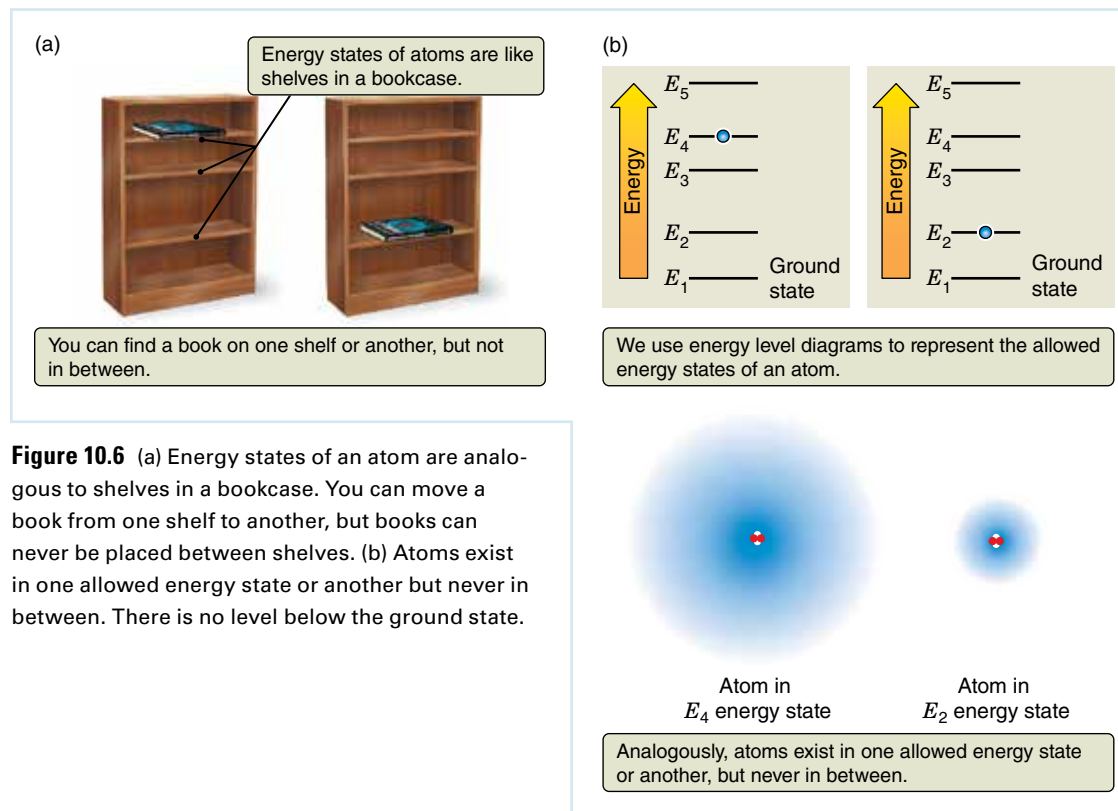 (a)
Energy states of atoms are like
shelves in a bookcase.
You can find a book on one shelf or another, but not
in between.
(b)
Energy
E5
E4
E3
E2
E1
Ground
state
Energy
E5
E4
E3
E2
E1
Ground
state
We use energy level diagrams to represent the allowed
energy states of an atom.
Figure 10.6 (a) Energy states of an atom are analo-
gous to shelves in a bookcase. You can move a
book from one shelf to another, but books can
never be placed between shelves. (b) Atoms exist
in one allowed energy state or another but never in
between. There is no level below the ground state.
Atom in
E4 energy state
Atom in
E2 energy state
Analogously, atoms exist in one allowed energy state
or another, but never in between.